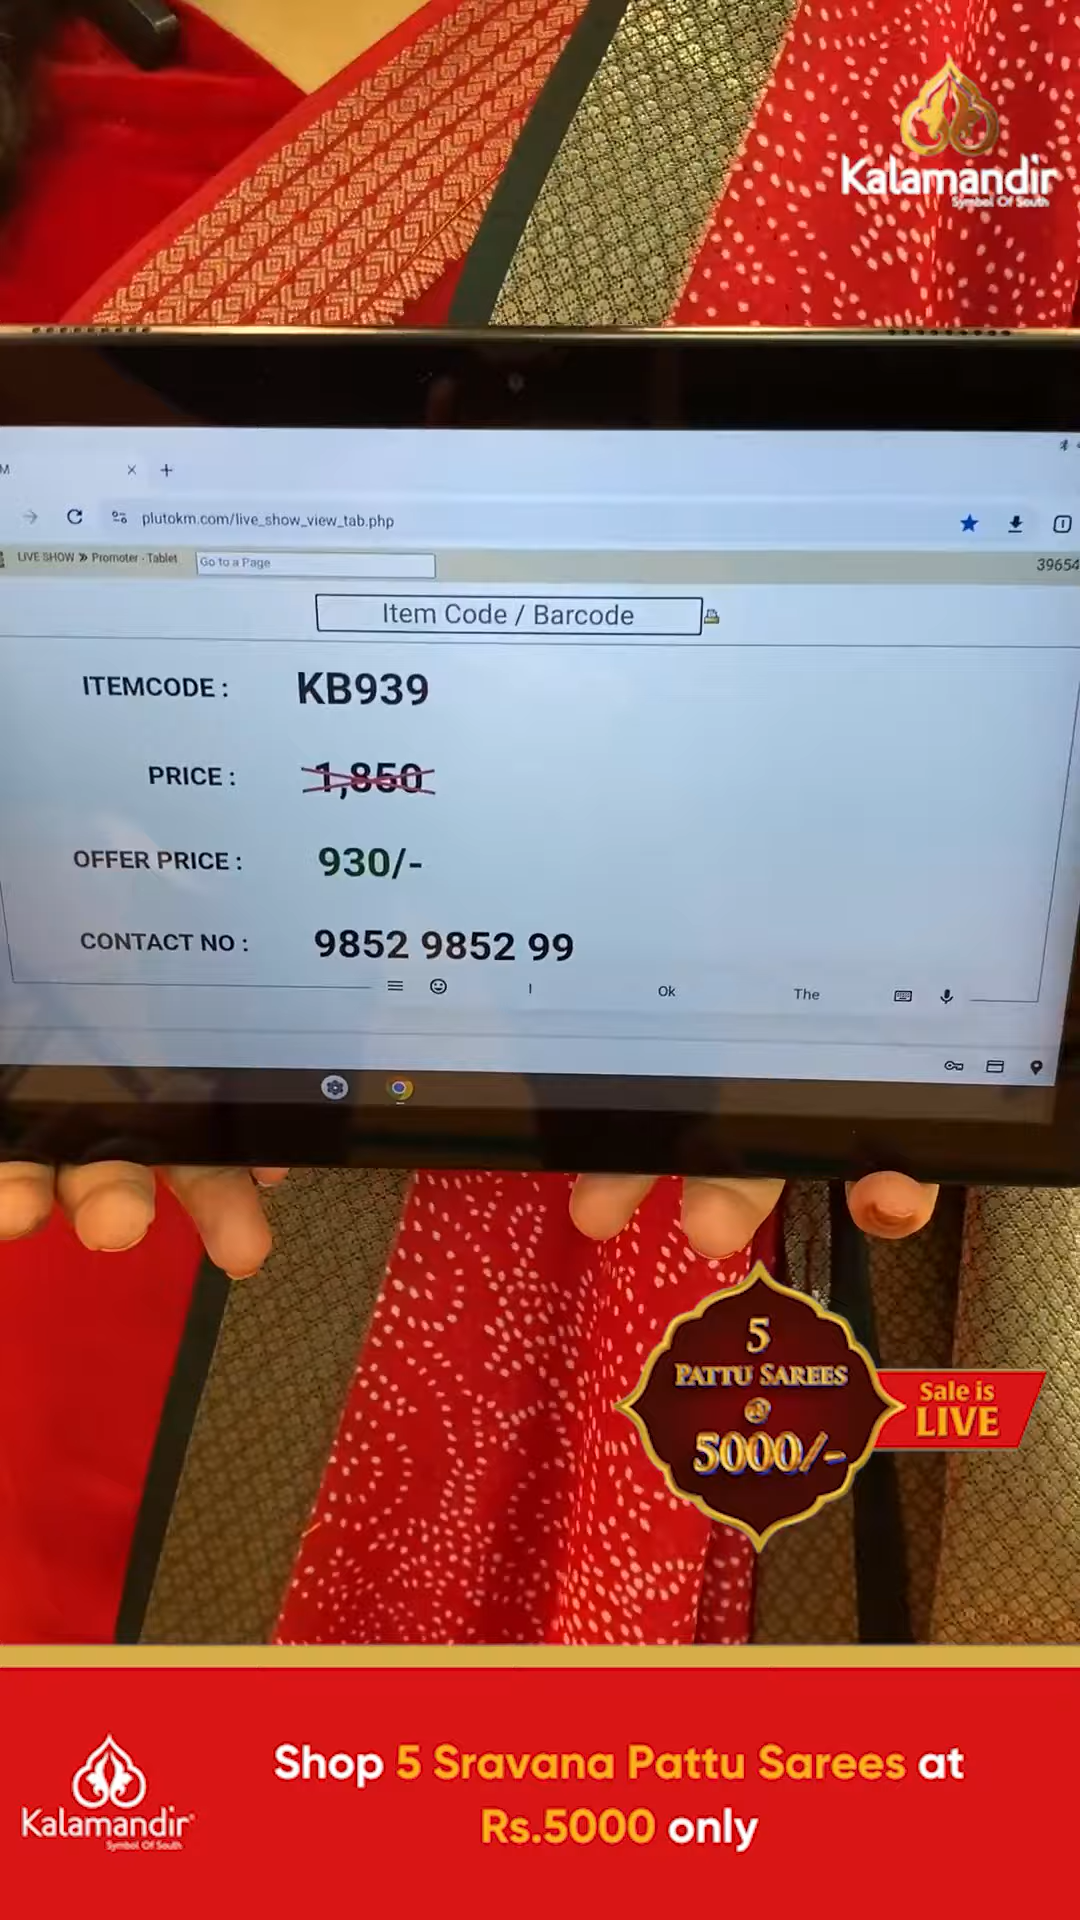 Kalamandir
Symbol Of South
M
plutokm.com/live_show_view_tab.php
LIVE SHOW » Promoter - Tablet
Go to a Page
39654
Item Code / Barcode
ITEMCODE : KB939
PRICE : 1,850
OFFER PRICE : 930/-
CONTACT NO : 9852 9852 99
I Ok The
5
PATTU SAREES
@
5000/-
Sale is
LIVE
Shop 5 Sravana Pattu Sarees at
Rs.5000 only
Kalamandir
Symbol Of South